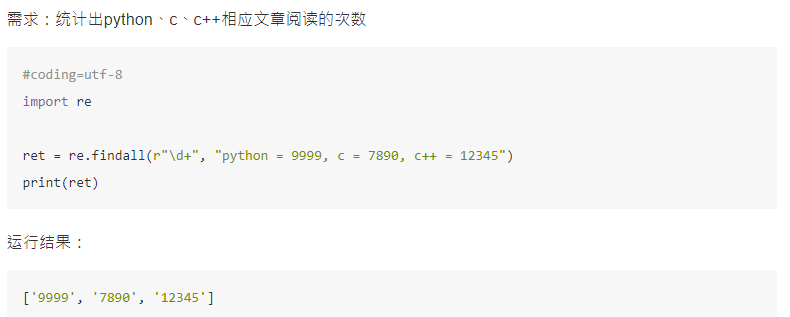 需求：统计出python、c、c++相应文章阅读的次数
#coding=utf-8
import re
ret = re.findall(r"\d+", "python = 9999, c = 7890, c++ = 12345")
print(ret)
运行结果：
['9999', '7890', '12345']